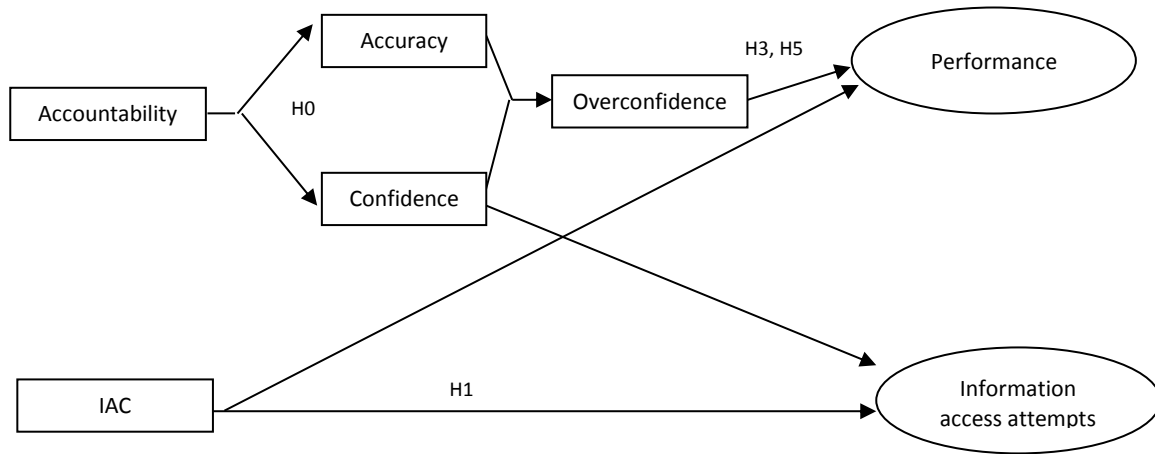 Accuracy
H3, H5
Performance
Accountability
H0
Overconfidence
Confidence
IAC
H1
Information
access attempts